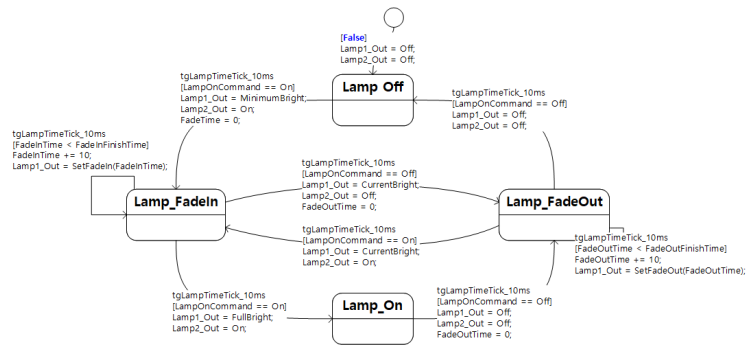 [False]
Lamp1_Out = Off;
Lamp2_Out = Off;
Lamp Off
tgLampTimeTick_10ms
[LampOnCommand == On]
Lamp1_Out = MinimumBright;
Lamp2_Out = On;
FadeTime = 0;
tgLampTimeTick_10ms
[LampOnCommand == Off]
Lamp1_Out = Off;
Lamp2_Out = Off;
tgLampTimeTick_10ms
[FadeInTime < FadeInFinishTime]
FadeInTime += 10;
Lamp1_Out = SetFadeIn(FadeInTime);
tgLampTimeTick_10ms
[LampOnCommand == Off]
Lamp1_Out = CurrentBright;
Lamp2_Out = Off;
FadeOutTime = 0;
Lamp_FadeIn
Lamp_FadeOut
tgLampTimeTick_10ms
[LampOnCommand == On]
Lamp1_Out = CurrentBright;
Lamp2_Out = On;
tgLampTimeTick_10ms
[FadeOutTime < FadeOutFinishTime]
FadeOutTime += 10;
Lamp1_Out = SetFadeOut(FadeOutTime);
tgLampTimeTick_10ms
[LampOnCommand == On]
Lamp1_Out = FullBright;
Lamp2_Out = On;
Lamp_On
tgLampTimeTick_10ms
[LampOnCommand == Off]
Lamp1_Out = Off;
Lamp2_Out = Off;
FadeOutTime = 0;